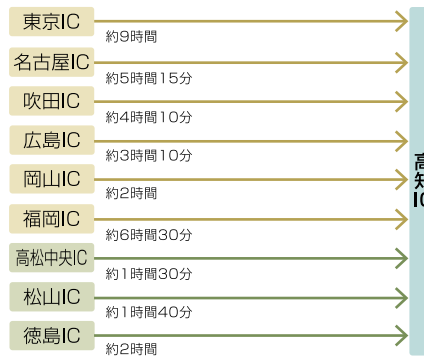 東京IC
約9時間
名古屋IC
約5時間15分
吹田IC
約4時間10分
広島IC
約3時間10分
岡山IC
約2時間
福岡IC
約6時間30分
高松中央IC
約1時間30分
松山IC
約1時間40分
徳島IC
約2時間
高知IC